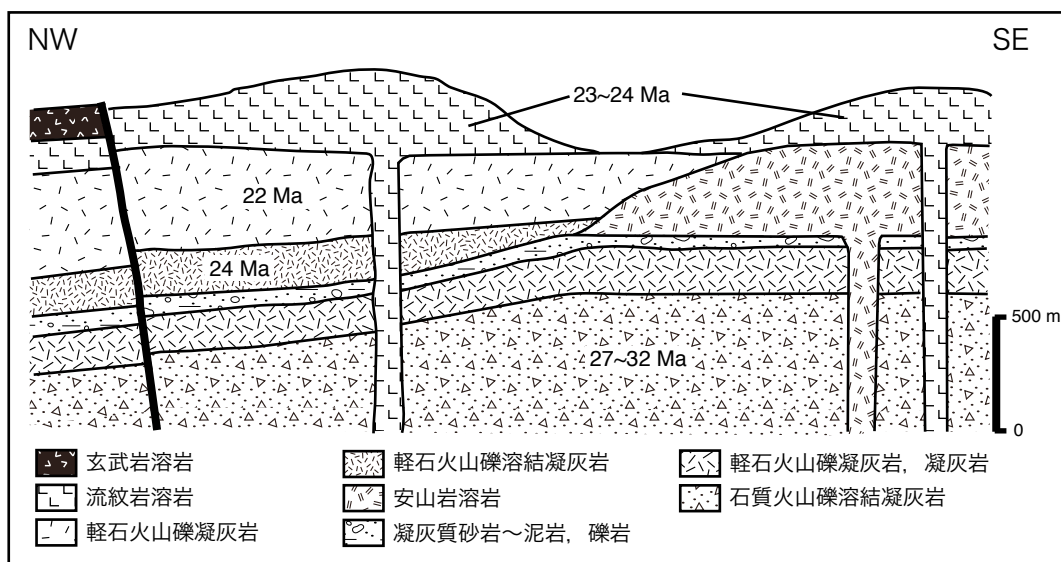 NW
SE
23~24 Ma
22 Ma
24 Ma
27~32 Ma
500 m
0
玄武岩溶岩
流紋岩溶岩
軽石火山礫凝灰岩
軽石火山礫溶結凝灰岩
安山岩溶岩
凝灰質砂岩〜泥岩，礫岩
軽石火山礫凝灰岩，凝灰岩
石質火山礫溶結凝灰岩